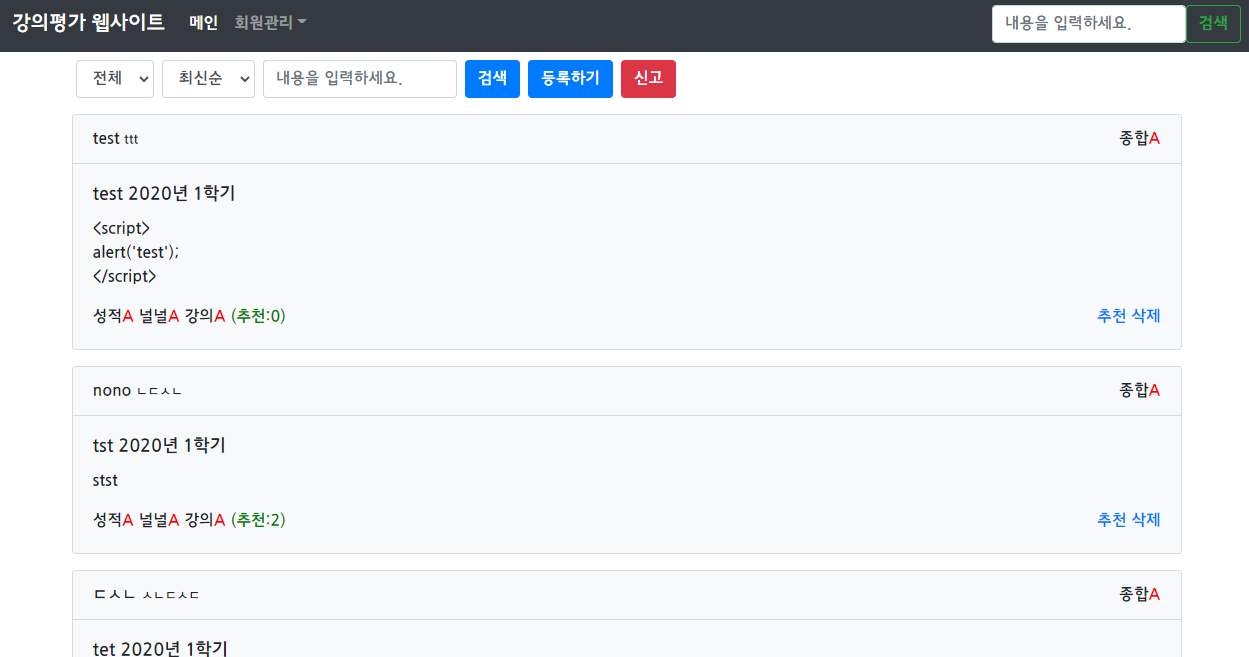 강의평가 웹사이트 메인 회원관리 내용을 입력하세요. 검색
전체 최신순 내용을 입력하세요. 검색 등록하기 신고
test ttt 종합A
test 2020년 1학기
<script>
alert('test');
</script>
성적A 널널A 강의A (추천:0) 추천 삭제
nono ㄴㄷㅅㄴ 종합A
tst 2020년 1학기
stst
성적A 널널A 강의A (추천:2) 추천 삭제
ㄷㅅㄴ ㅅㄴㄷㅅㄷ 종합A
tet 2020년 1학기